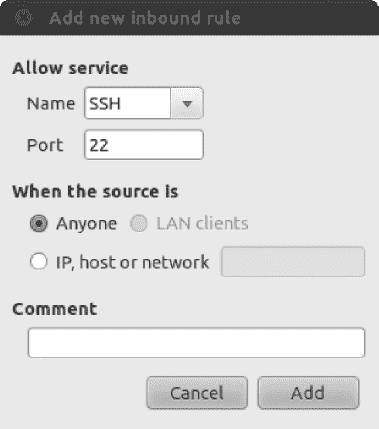 Add new inbound rule
Allow service
Name SSH
Port 22
When the source is
Anyone LAN clients
IP, host or network
Comment
Cancel Add